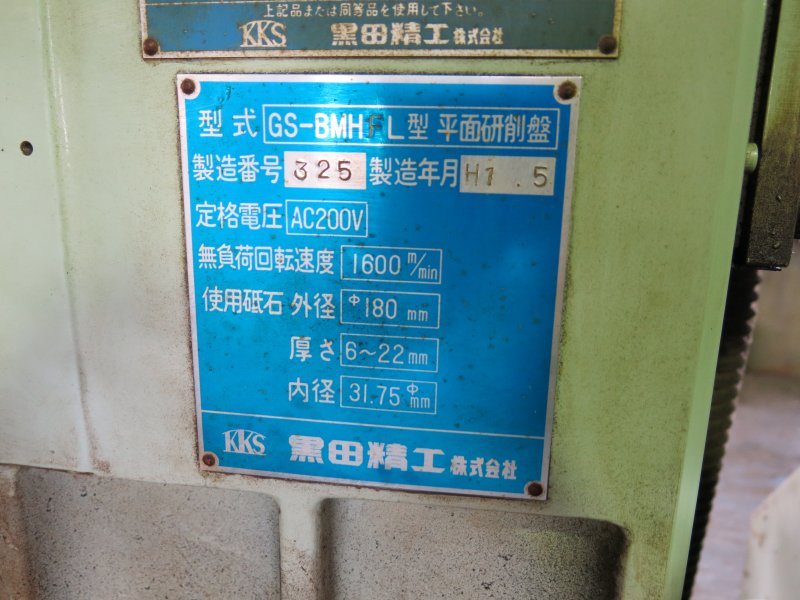 上記品または同等品を使用して下さい。
KKS 黒田精工株式会社
型式 GS-BMHFL型 平面研削盤
製造番号 325 製造年月 H1.5
定格電圧 AC200V
無負荷回転速度 1600 m/min
使用砥石 外径 φ180 mm
厚さ 6~22mm
内径 31.75 φmm
KKS 黒田精工株式会社